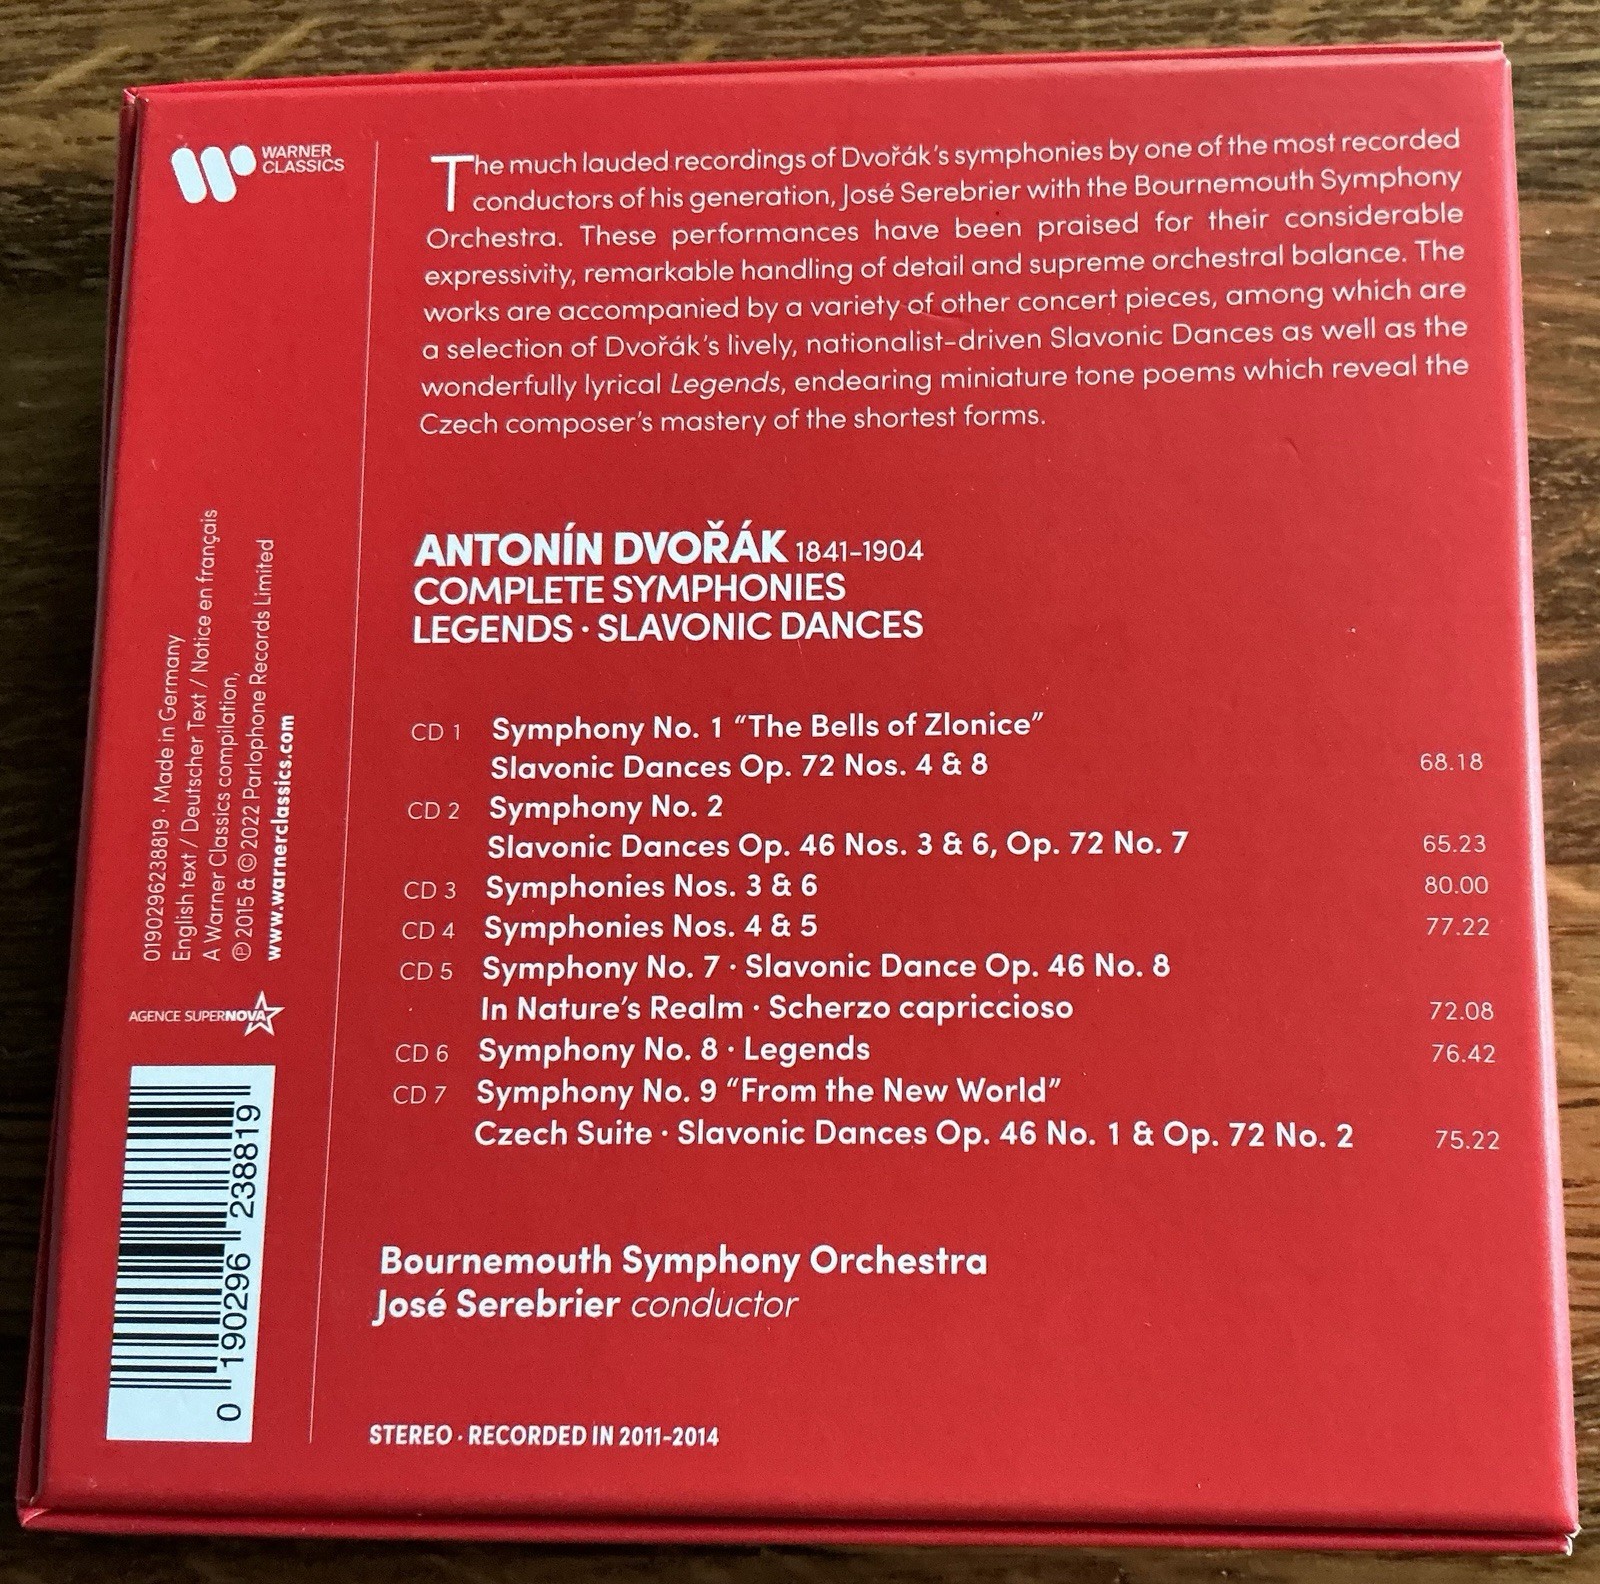 WARNER
CLASSICS
The much lauded recordings of Dvořák's symphonies by one of the most recorded
conductors of his generation, José Serebrier with the Bournemouth Symphony
Orchestra. These performances have been praised for their considerable
expressivity, remarkable handling of detail and supreme orchestral balance. The
works are accompanied by a variety of other concert pieces, among which are
a selection of Dvořák's lively, nationalist-driven Slavonic Dances as well as the
wonderfully lyrical Legends, endearing miniature tone poems which reveal the
Czech composer's mastery of the shortest forms.
ANTONÍN DVOŘÁK 1841–1904
COMPLETE SYMPHONIES
LEGENDS · SLAVONIC DANCES
CD 1 Symphony No. 1 “The Bells of Zlonice”
Slavonic Dances Op. 72 Nos. 4 & 8 68.18
CD 2 Symphony No. 2
Slavonic Dances Op. 46 Nos. 3 & 6, Op. 72 No. 7 65.23
CD 3 Symphonies Nos. 3 & 6 80.00
CD 4 Symphonies Nos. 4 & 5 77.22
CD 5 Symphony No. 7 · Slavonic Dance Op. 46 No. 8
In Nature's Realm · Scherzo capriccioso 72.08
CD 6 Symphony No. 8 · Legends 76.42
CD 7 Symphony No. 9 “From the New World”
Czech Suite · Slavonic Dances Op. 46 No. 1 & Op. 72 No. 2 75.22
Bournemouth Symphony Orchestra
José Serebrier conductor
STEREO · RECORDED IN 2011-2014
0190296238819 · Made in Germany
English text / Deutscher Text / Notice en français
A Warner Classics compilation,
℗ 2015 & © 2022 Parlophone Records Limited
www.warnerclassics.com
AGENCE SUPERNOVA
0 190296 238819